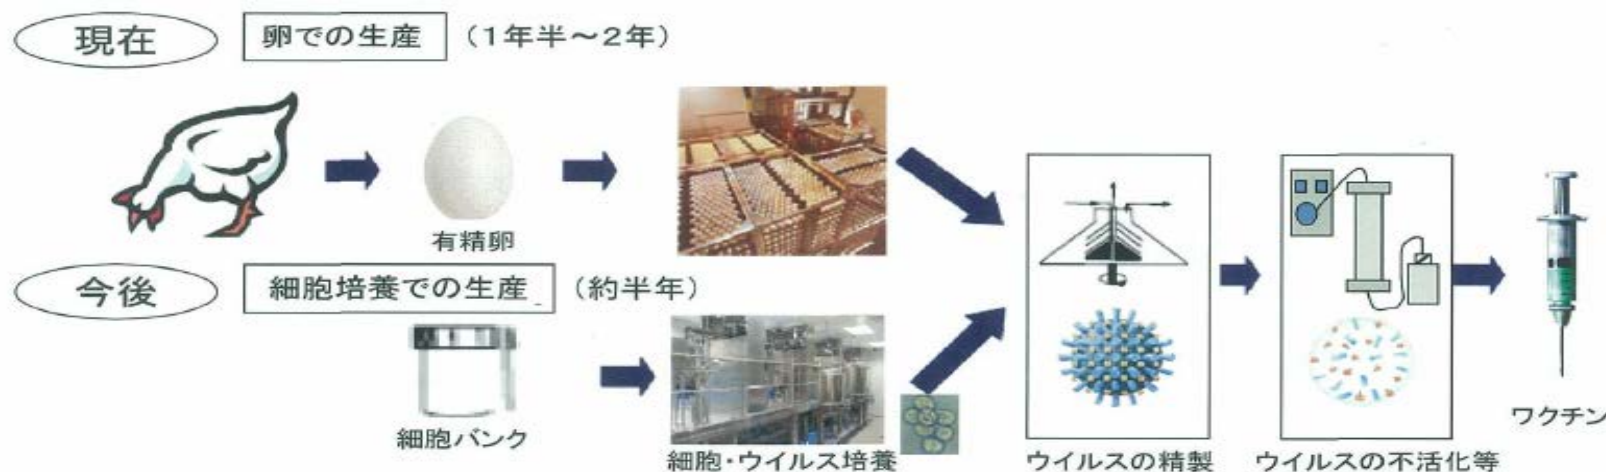 現在 卵での生産 （1年半～2年）
有精卵
今後 細胞培養での生産 （約半年）
細胞バンク
細胞・ウイルス培養
ウイルスの精製
ウイルスの不活化等
ワクチン